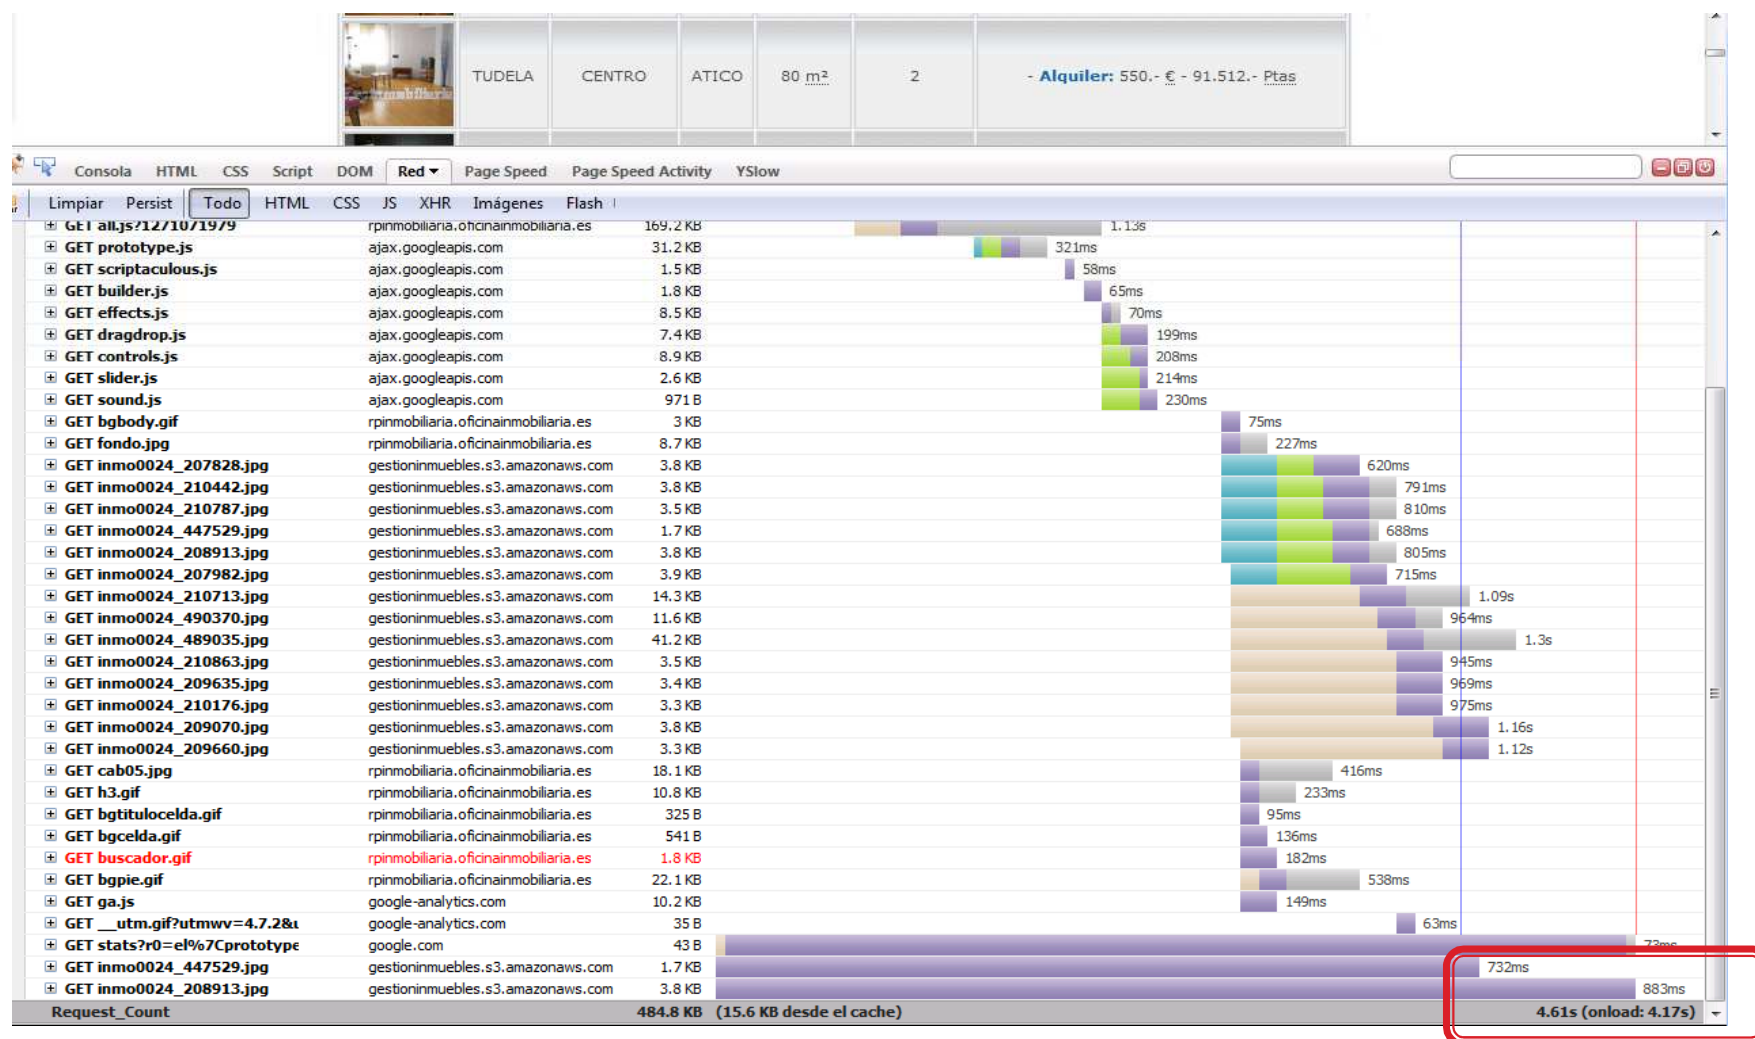 TUDELA CENTRO ATICO 80 m² 2 - Alquiler: 550.- € - 91.512.- Ptas
Consola HTML CSS Script DOM Red Page Speed Page Speed Activity YSlow
Limpiar Persist Todo HTML CSS JS XHR Imágenes Flash
GET all.js?1271071979 rpinmobiliaria.oficinainmobiliaria.es 169.2 KB 1.13s
GET prototype.js ajax.googleapis.com 31.2 KB 321ms
GET scriptaculous.js ajax.googleapis.com 1.5 KB 58ms
GET builder.js ajax.googleapis.com 1.8 KB 65ms
GET effects.js ajax.googleapis.com 8.5 KB 70ms
GET dragdrop.js ajax.googleapis.com 7.4 KB 199ms
GET controls.js ajax.googleapis.com 8.9 KB 208ms
GET slider.js ajax.googleapis.com 2.6 KB 214ms
GET sound.js ajax.googleapis.com 971 B 230ms
GET bgbody.gif rpinmobiliaria.oficinainmobiliaria.es 3 KB 75ms
GET fondo.jpg rpinmobiliaria.oficinainmobiliaria.es 8.7 KB 227ms
GET inmo0024_207828.jpg gestioninmuebles.s3.amazonaws.com 3.8 KB 620ms
GET inmo0024_210442.jpg gestioninmuebles.s3.amazonaws.com 3.8 KB 791ms
GET inmo0024_210787.jpg gestioninmuebles.s3.amazonaws.com 3.5 KB 810ms
GET inmo0024_447529.jpg gestioninmuebles.s3.amazonaws.com 1.7 KB 688ms
GET inmo0024_208913.jpg gestioninmuebles.s3.amazonaws.com 3.8 KB 805ms
GET inmo0024_207982.jpg gestioninmuebles.s3.amazonaws.com 3.9 KB 715ms
GET inmo0024_210713.jpg gestioninmuebles.s3.amazonaws.com 14.3 KB 1.09s
GET inmo0024_490370.jpg gestioninmuebles.s3.amazonaws.com 11.6 KB 964ms
GET inmo0024_489035.jpg gestioninmuebles.s3.amazonaws.com 41.2 KB 1.3s
GET inmo0024_210863.jpg gestioninmuebles.s3.amazonaws.com 3.5 KB 945ms
GET inmo0024_209635.jpg gestioninmuebles.s3.amazonaws.com 3.4 KB 969ms
GET inmo0024_210176.jpg gestioninmuebles.s3.amazonaws.com 3.3 KB 975ms
GET inmo0024_209070.jpg gestioninmuebles.s3.amazonaws.com 3.8 KB 1.16s
GET inmo0024_209660.jpg gestioninmuebles.s3.amazonaws.com 3.3 KB 1.12s
GET cab05.jpg rpinmobiliaria.oficinainmobiliaria.es 18.1 KB 416ms
GET h3.gif rpinmobiliaria.oficinainmobiliaria.es 10.8 KB 233ms
GET bgtitulocelda.gif rpinmobiliaria.oficinainmobiliaria.es 325 B 95ms
GET bgcelda.gif rpinmobiliaria.oficinainmobiliaria.es 541 B 136ms
GET buscador.gif rpinmobiliaria.oficinainmobiliaria.es 1.8 KB 182ms
GET bgpie.gif rpinmobiliaria.oficinainmobiliaria.es 22.1 KB 538ms
GET ga.js google-analytics.com 10.2 KB 149ms
GET __utm.gif?utmwv=4.7.2&u google-analytics.com 35 B 63ms
GET stats?r0=el%7Cprototype google.com 43 B 73ms
GET inmo0024_447529.jpg gestioninmuebles.s3.amazonaws.com 1.7 KB 732ms
GET inmo0024_208913.jpg gestioninmuebles.s3.amazonaws.com 3.8 KB 883ms
Request_Count 484.8 KB (15.6 KB desde el cache) 4.61s (onload: 4.17s)